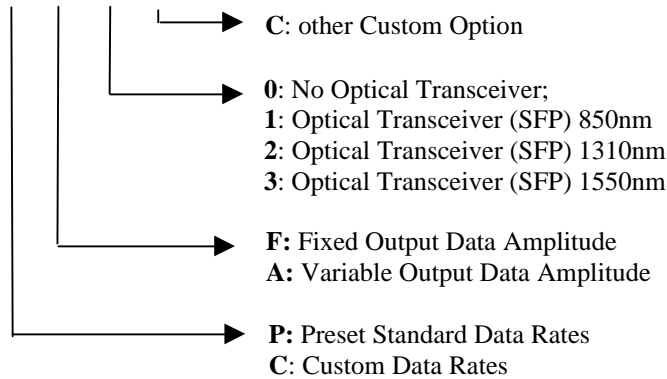 C: other Custom Option
0: No Optical Transceiver;
1: Optical Transceiver (SFP) 850nm
2: Optical Transceiver (SFP) 1310nm
3: Optical Transceiver (SFP) 1550nm
F: Fixed Output Data Amplitude
A: Variable Output Data Amplitude
P: Preset Standard Data Rates
C: Custom Data Rates